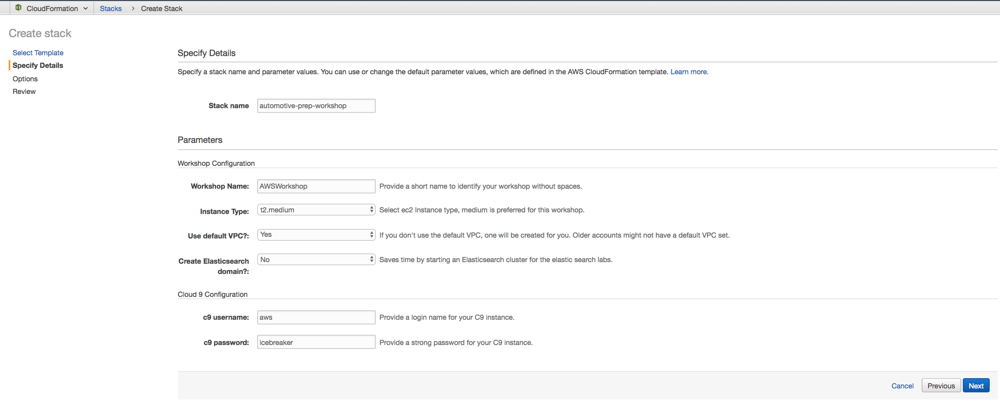 CloudFormation
Stacks > Create Stack
Create stack
Select Template
Specify Details
Options
Review
Specify Details
Specify a stack name and parameter values. You can use or change the default parameter values, which are defined in the AWS CloudFormation template. Learn more.
Stack name automotive-prep-workshop
Parameters
Workshop Configuration
Workshop Name: AWSWorkshop Provide a short name to identify your workshop without spaces.
Instance Type: t2.medium Select ec2 Instance type, medium is preferred for this workshop.
Use default VPC?: Yes If you don't use the default VPC, one will be created for you. Older accounts might not have a default VPC set.
Create Elasticsearch No Saves time by starting an Elasticsearch cluster for the elastic search labs.
domain?:
Cloud 9 Configuration
c9 username: aws Provide a login name for your C9 instance.
c9 password: icebreaker Provide a strong password for your C9 instance.
Cancel Previous Next